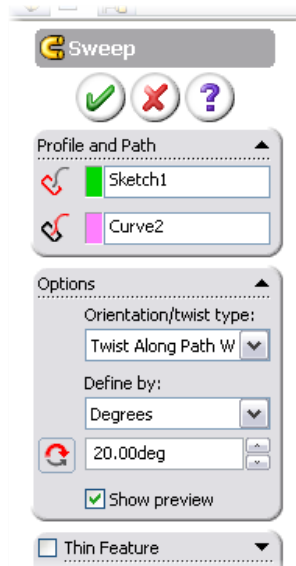 Sweep
?
Profile and Path
Sketch1
Curve2
Options
Orientation/twist type:
Twist Along Path W
Define by:
Degrees
20.00deg
Show preview
Thin Feature